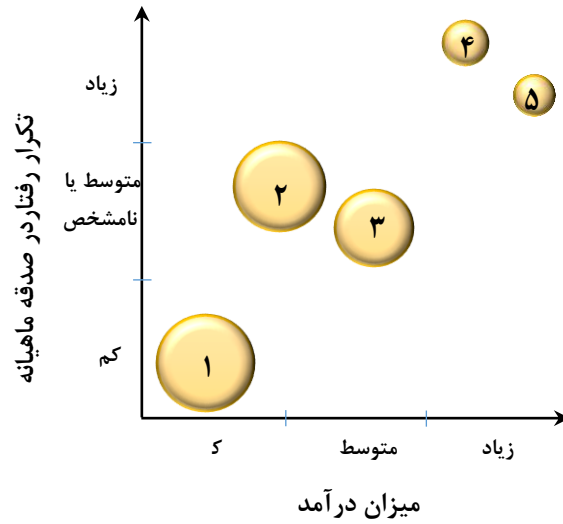 تکرار رفتاردر صدقه ماهیانه
زیاد
متوسط یا
نامشخص
کم
۴
۵
۲
۳
۱
ک
متوسط
زیاد
میزان درآمد